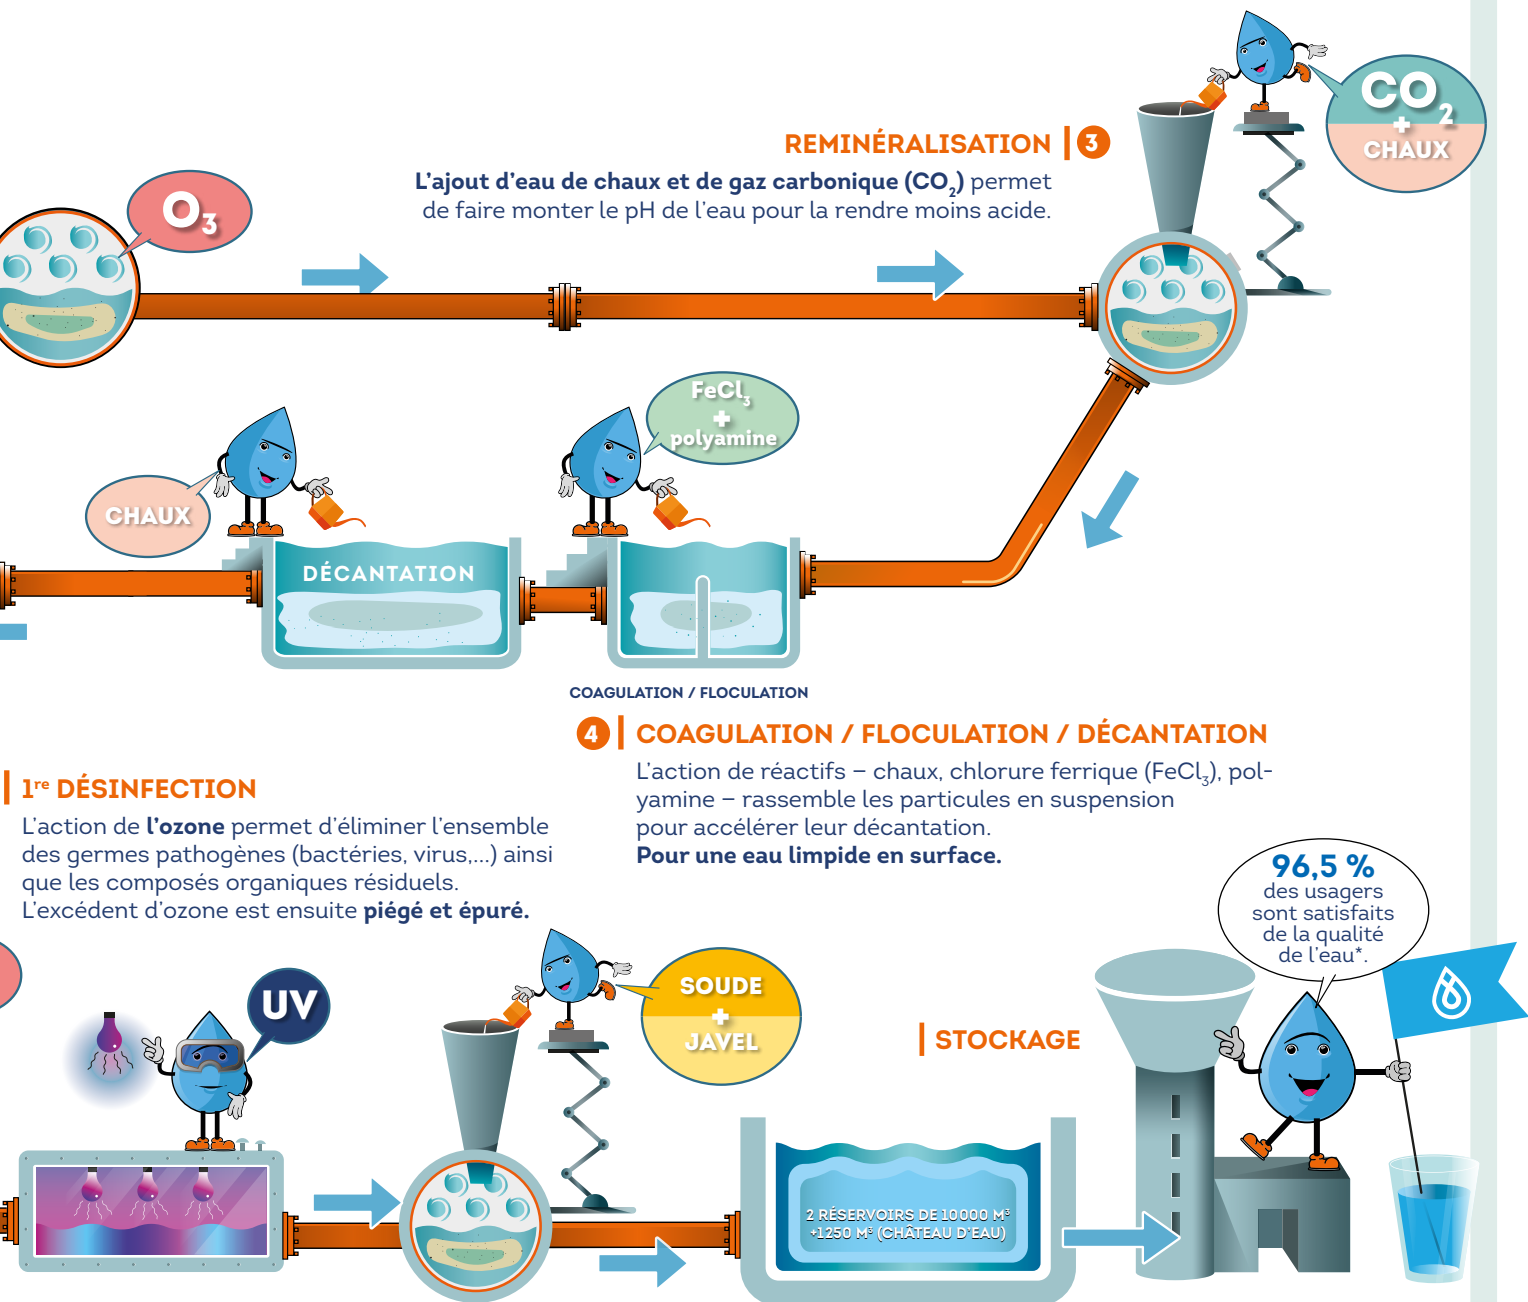 CO2
+
CHAUX
REMINÉRALISATION | 3
L’ajout d’eau de chaux et de gaz carbonique (CO2) permet
de faire monter le pH de l’eau pour la rendre moins acide.
O3
FeCl3
+
polyamine
CHAUX
DÉCANTATION
COAGULATION / FLOCULATION
4 | COAGULATION / FLOCULATION / DÉCANTATION
L’action de réactifs – chaux, chlorure ferrique (FeCl3), pol-
yamine – rassemble les particules en suspension
pour accélérer leur décantation.
Pour une eau limpide en surface.
1re DÉSINFECTION
L’action de l’ozone permet d’éliminer l’ensemble
des germes pathogènes (bactéries, virus,...) ainsi
que les composés organiques résiduels.
L’excédent d’ozone est ensuite piégé et épuré.
96,5 %
des usagers
sont satisfaits
de la qualité
de l’eau*.
UV
SOUDE
+
JAVEL
STOCKAGE
2 RÉSERVOIRS DE 10000 M³
+1250 M³ (CHÂTEAU D’EAU)